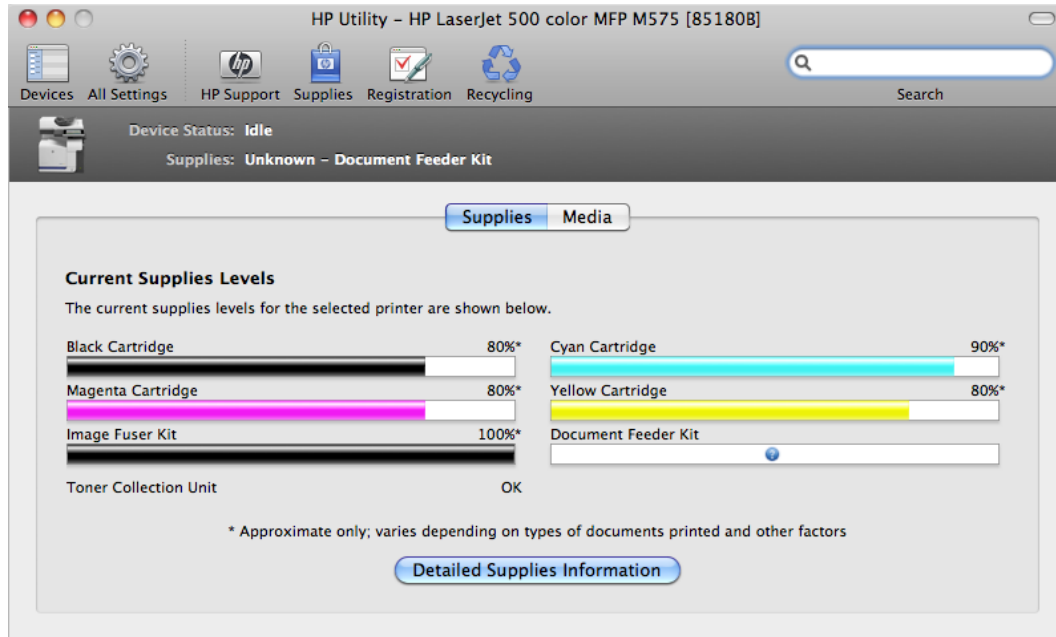 HP Utility – HP LaserJet 500 color MFP M575 [85180B]
Devices All Settings HP Support Supplies Registration Recycling Search
hp
Device Status: Idle
Supplies: Unknown – Document Feeder Kit
Supplies Media
Current Supplies Levels
The current supplies levels for the selected printer are shown below.
Black Cartridge 80%* Cyan Cartridge 90%*
Magenta Cartridge 80%* Yellow Cartridge 80%*
Image Fuser Kit 100%* Document Feeder Kit
?
Toner Collection Unit OK
* Approximate only; varies depending on types of documents printed and other factors
Detailed Supplies Information